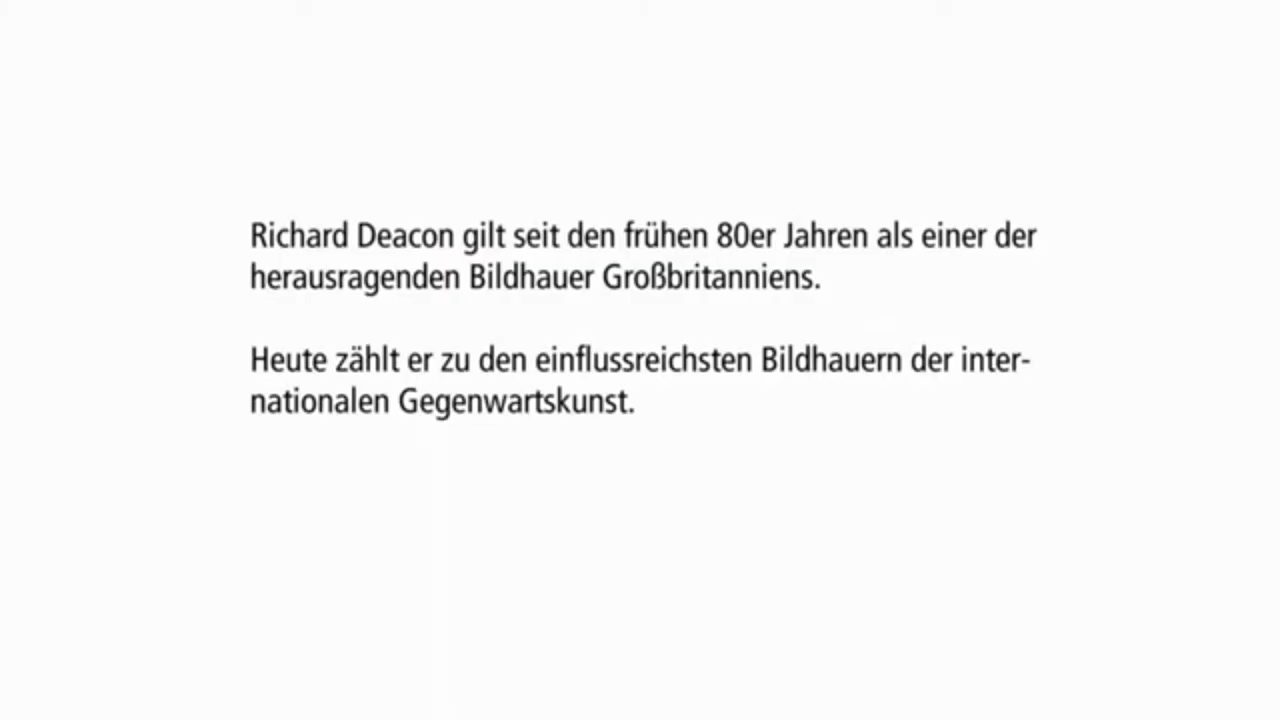 Richard Deacon gilt seit den frühen 80er Jahren als einer der
herausragenden Bildhauer Großbritanniens.
Heute zählt er zu den einflussreichsten Bildhauern der inter-
nationalen Gegenwartskunst.